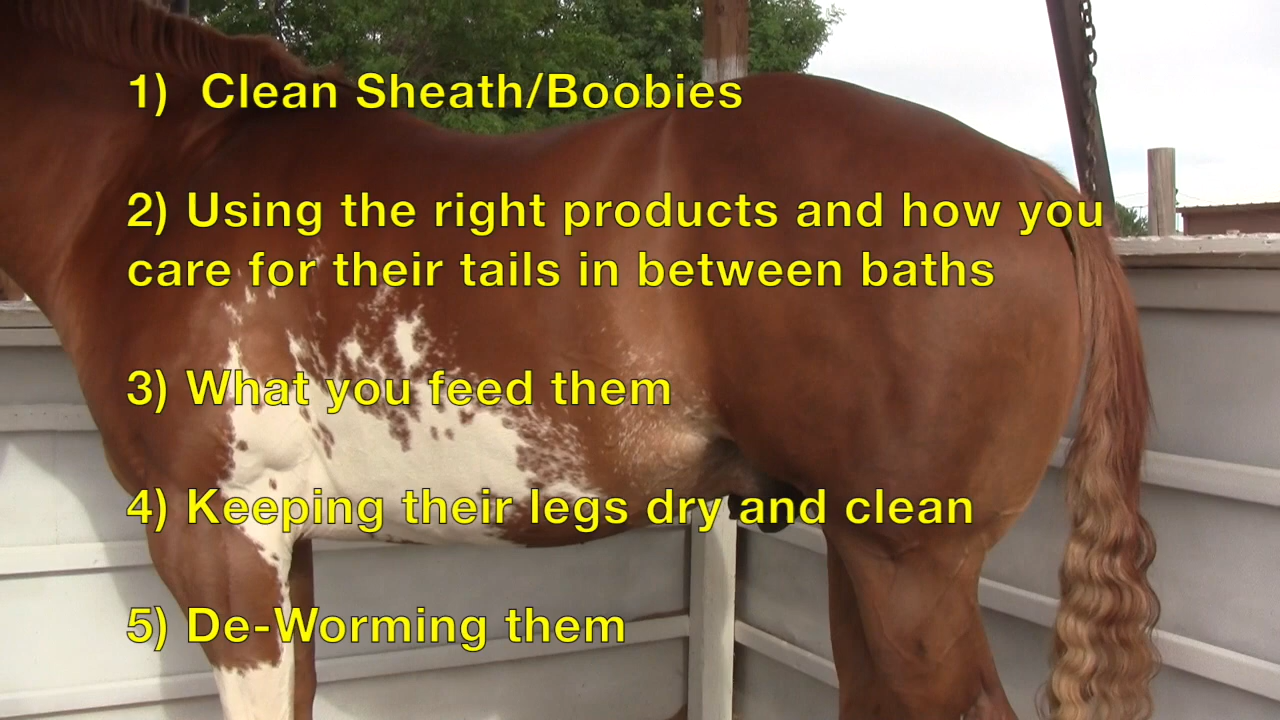 1)  Clean Sheath/Boobies
2) Using the right products and how you
care for their tails in between baths
3) What you feed them
4) Keeping their legs dry and clean
5) De-Worming them